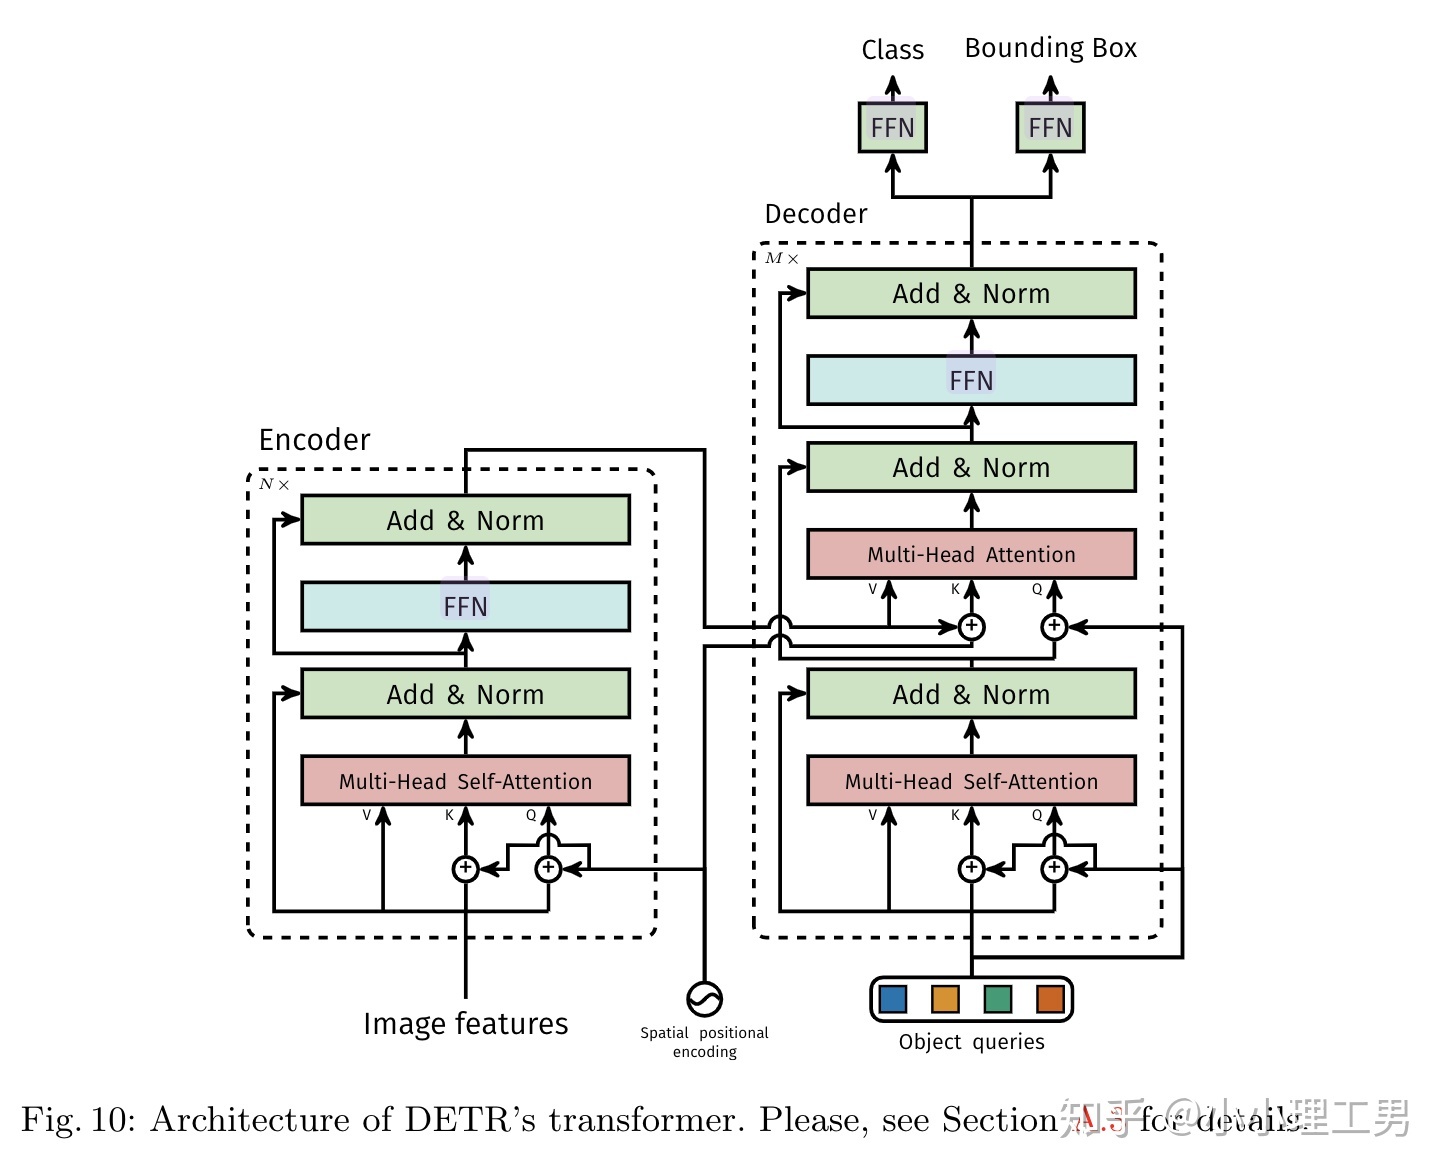 Class Bounding Box
FFN FFN
Decoder
M×
Add & Norm
FFN
Add & Norm
Multi-Head Attention
V K Q
Add & Norm
Multi-Head Self-Attention
V K Q
Object queries
Encoder
N×
Add & Norm
FFN
Add & Norm
Multi-Head Self-Attention
V K Q
Image features
Spatial positional
encoding
Fig. 10: Architecture of DETR's transformer. Please, see Section A.3 for details.
知乎 @小小理工男